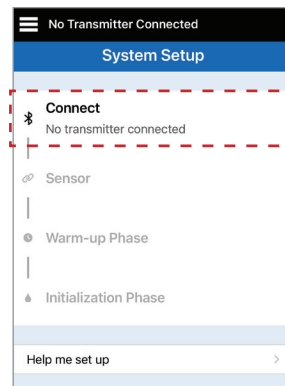 No Transmitter Connected
System Setup
Connect
No transmitter connected
Sensor
Warm-up Phase
Initialization Phase
Help me set up